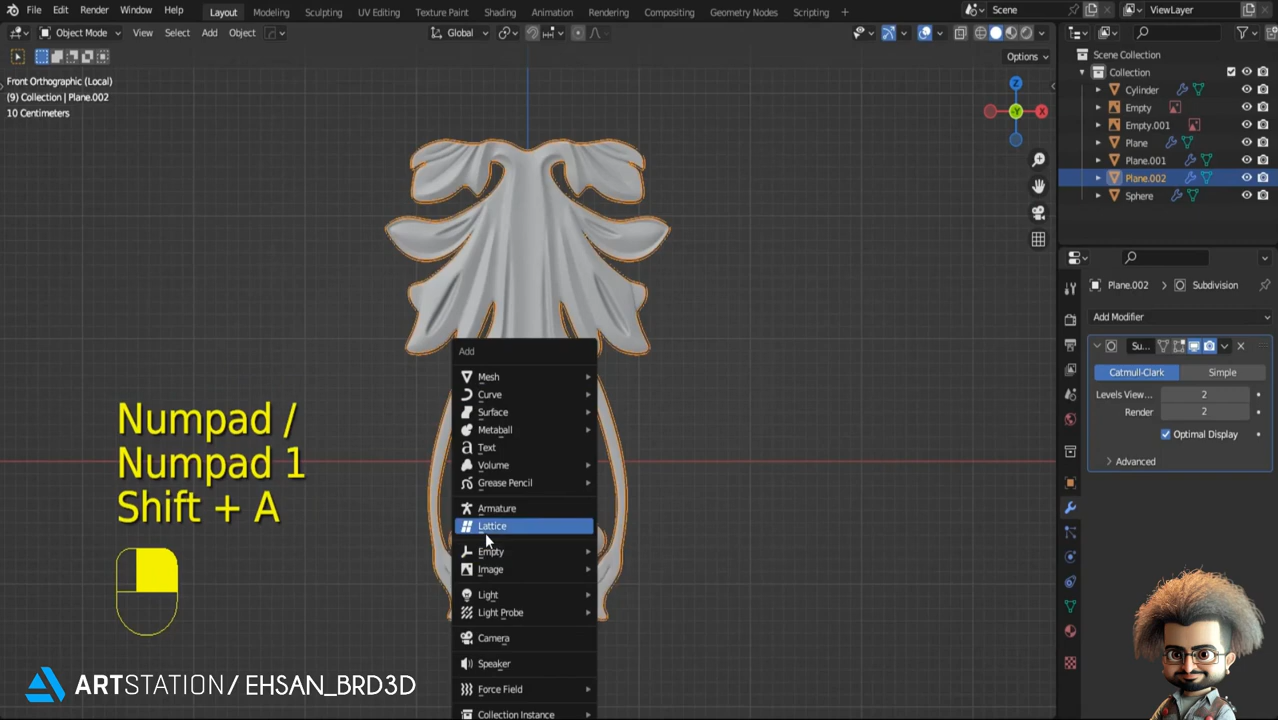 File Edit Render Window Help Layout Modeling Sculpting UV Editing Texture Paint Shading Animation Rendering Compositing Geometry Nodes Scripting + Scene ViewLayer
Object Mode View Select Add Object Global
Options
Front Orthographic (Local)
(9) Collection | Plane.002
10 Centimeters
Z
X
-Y
Add
Mesh
Curve
Surface
Metaball
Text
Volume
Grease Pencil
Armature
Lattice
Empty
Image
Light
Light Probe
Camera
Speaker
Force Field
Collection Instance
Numpad /
Numpad 1
Shift + A
ARTSTATION / EHSAN_BRD3D
Scene Collection
Collection
Cylinder
Empty
Empty.001
Plane
Plane.001
Plane.002
Sphere
Plane.002 > Subdivision
Add Modifier
Su...
Catmull-Clark Simple
Levels View... 2
Render 2
Optimal Display
Advanced